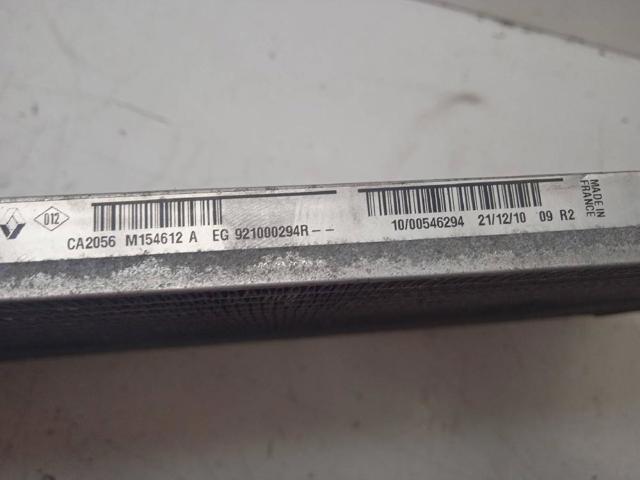 012
CA2056 M154612 A EG 921000294R--
10/00546294 21/12/10 09 R2
MADE IN
FRANCE